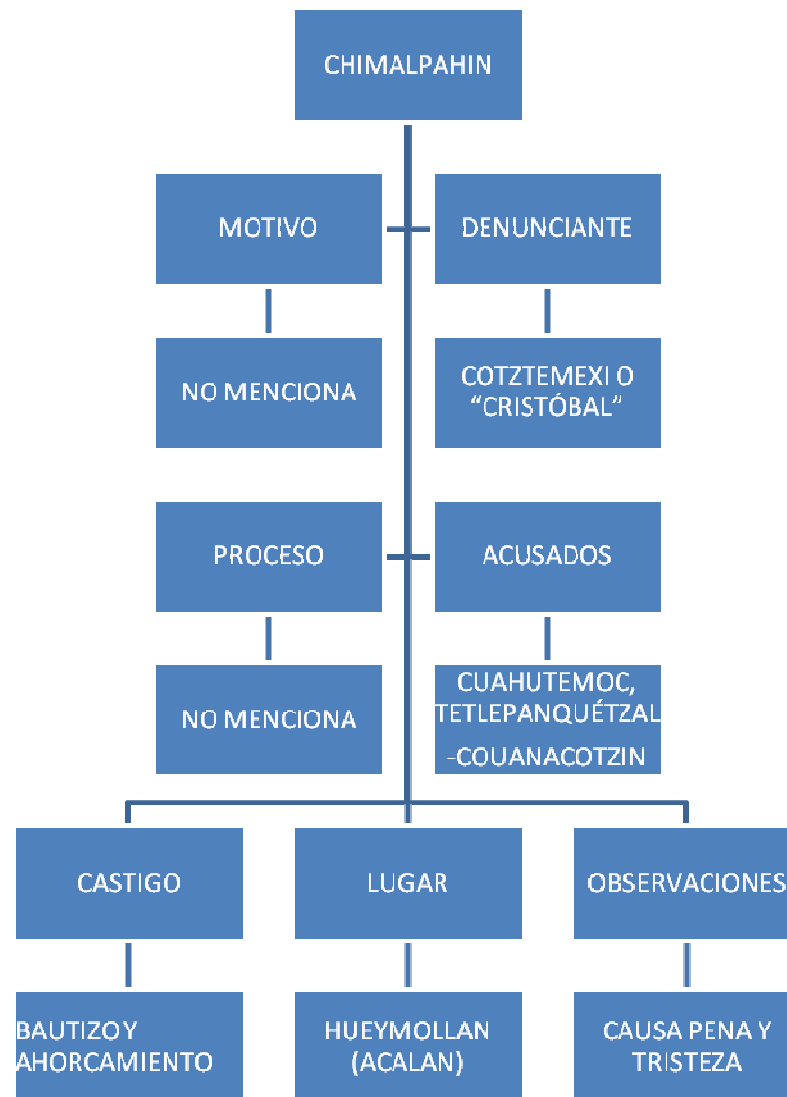 CHIMALPAHIN
MOTIVO
DENUNCIANTE
NO MENCIONA
COTZTEMEXI O
“CRISTÓBAL”
PROCESO
ACUSADOS
NO MENCIONA
CUAHUTEMOC,
TETLEPANQUÉTZAL
-COUANACOTZIN
CASTIGO
LUGAR
OBSERVACIONES
BAUTIZO Y
AHORCAMIENTO
HUEYMOLLAN
(ACALAN)
CAUSA PENA Y
TRISTEZA